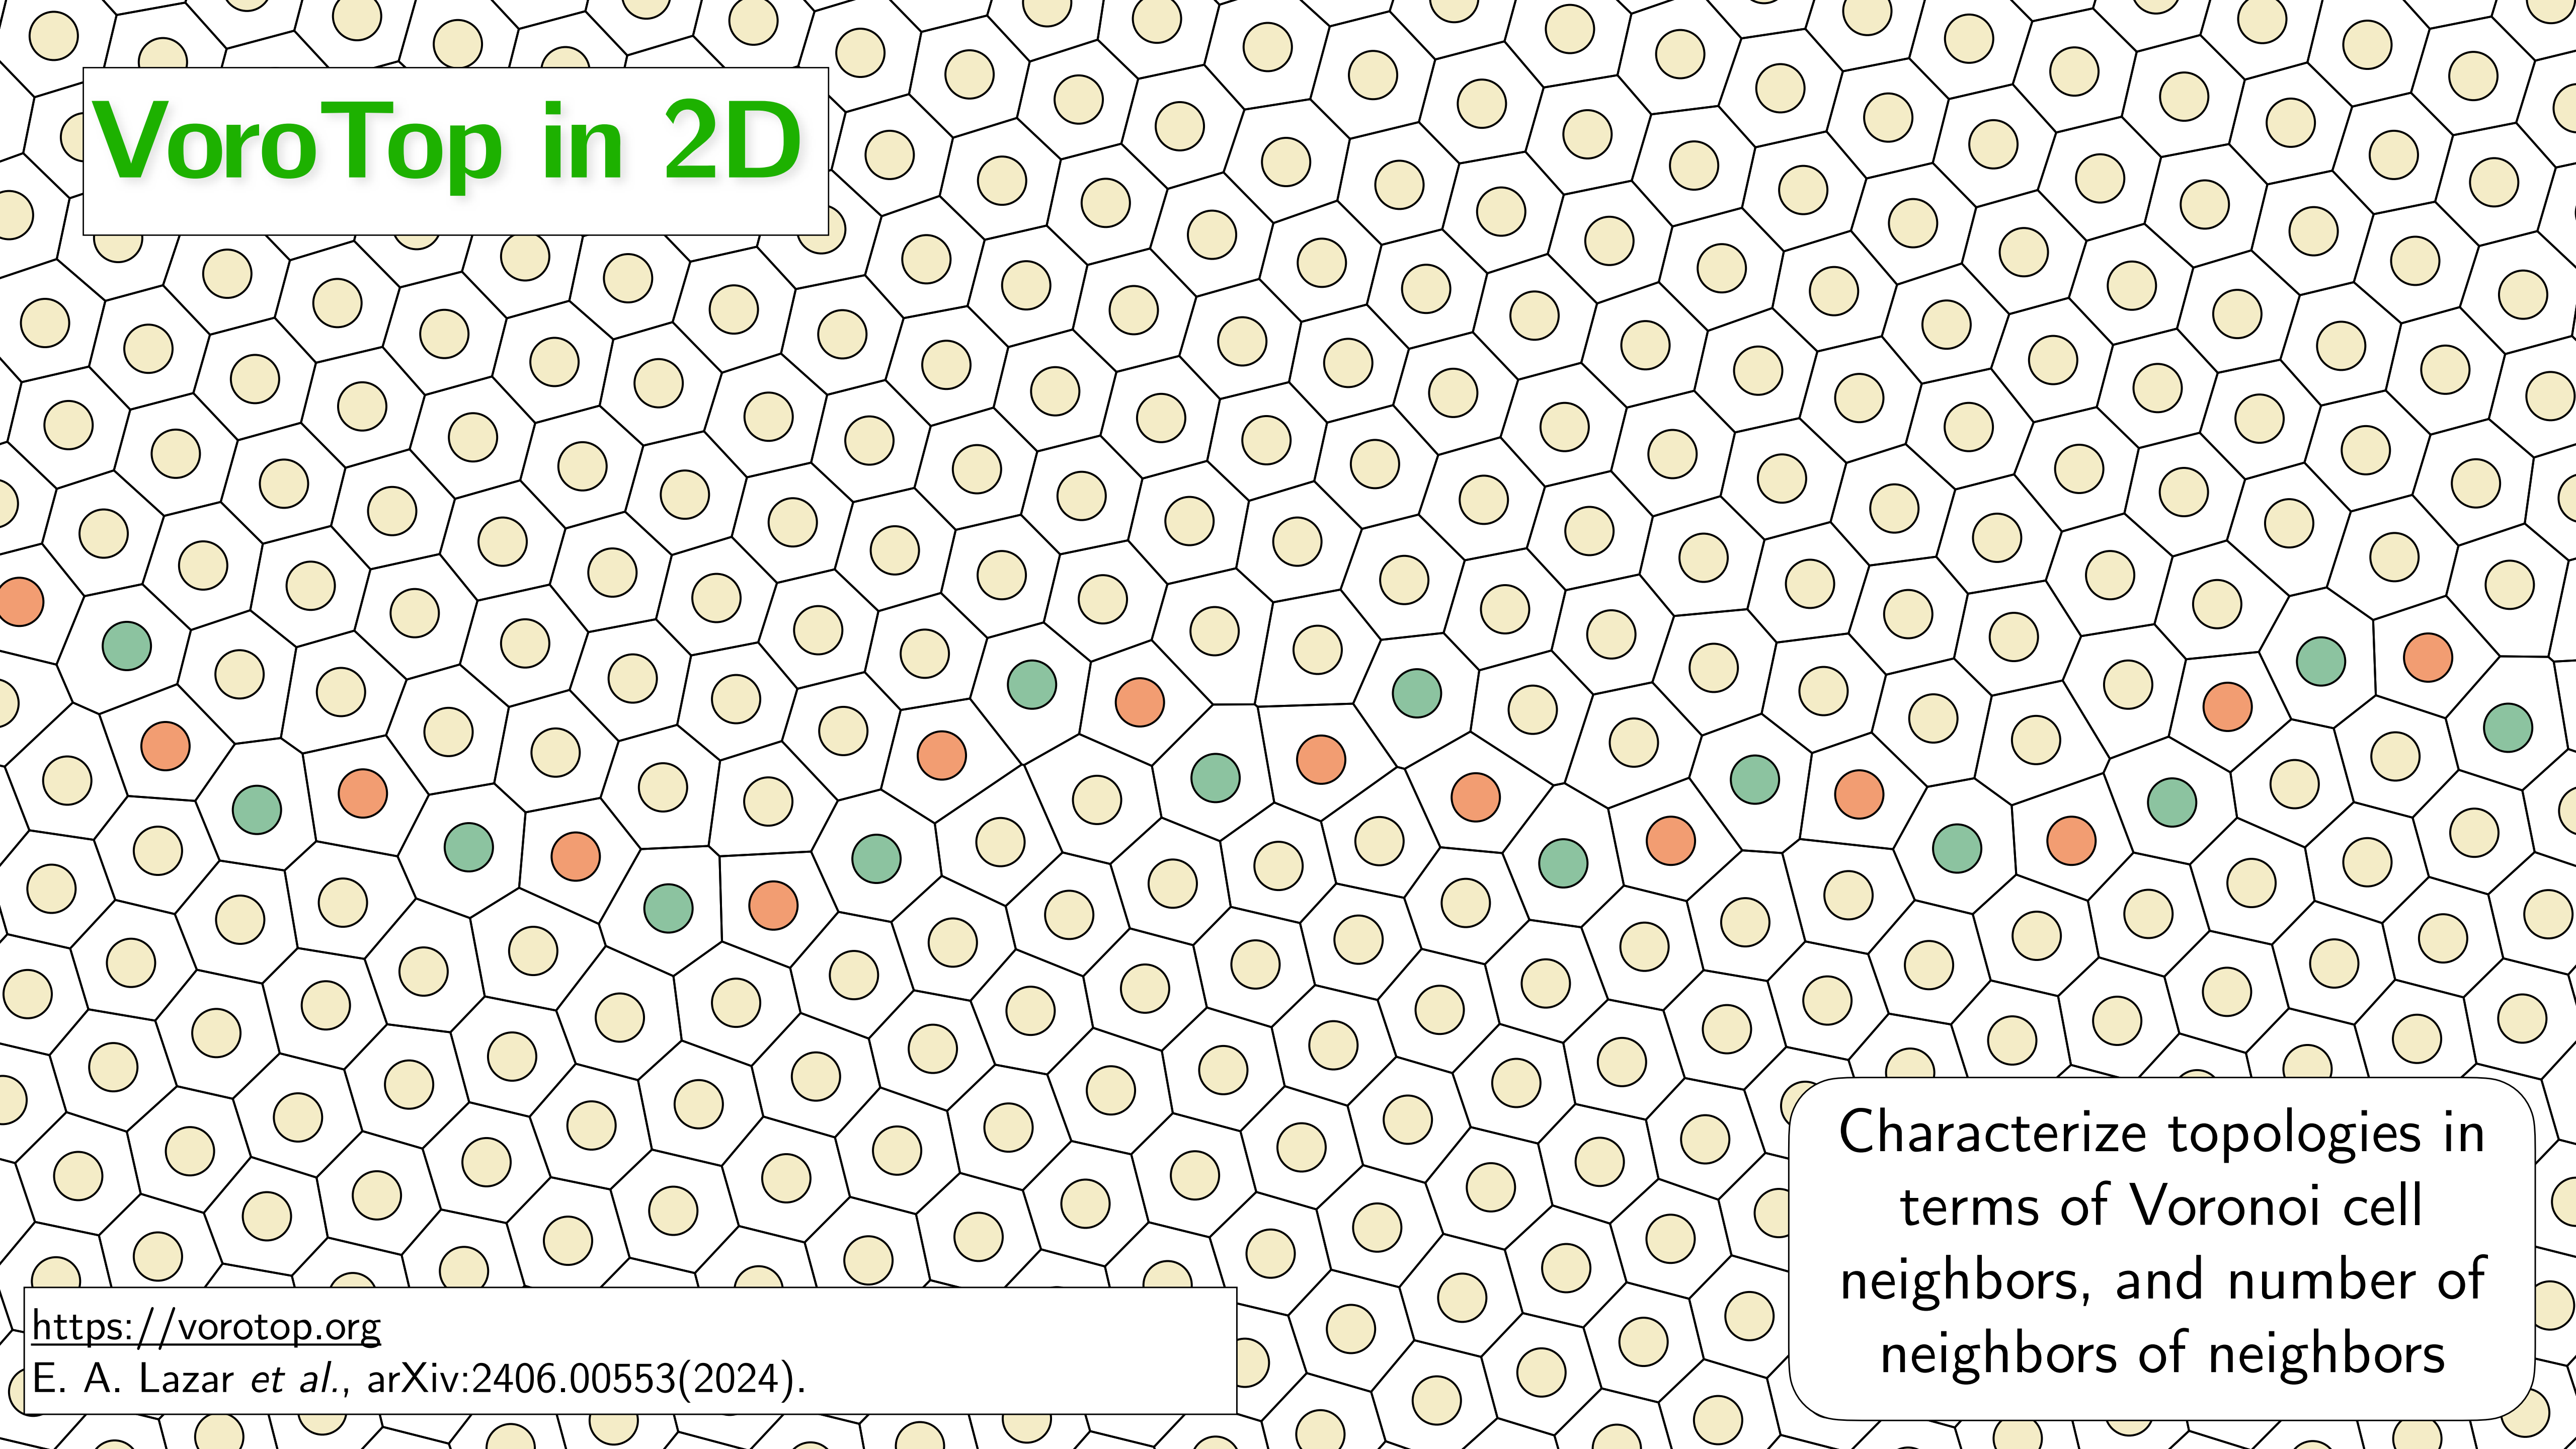 VoroTop in 2D
Characterize topologies in
terms of Voronoi cell
neighbors, and number of
neighbors of neighbors
https://vorotop.org
E. A. Lazar et al., arXiv:2406.00553(2024).